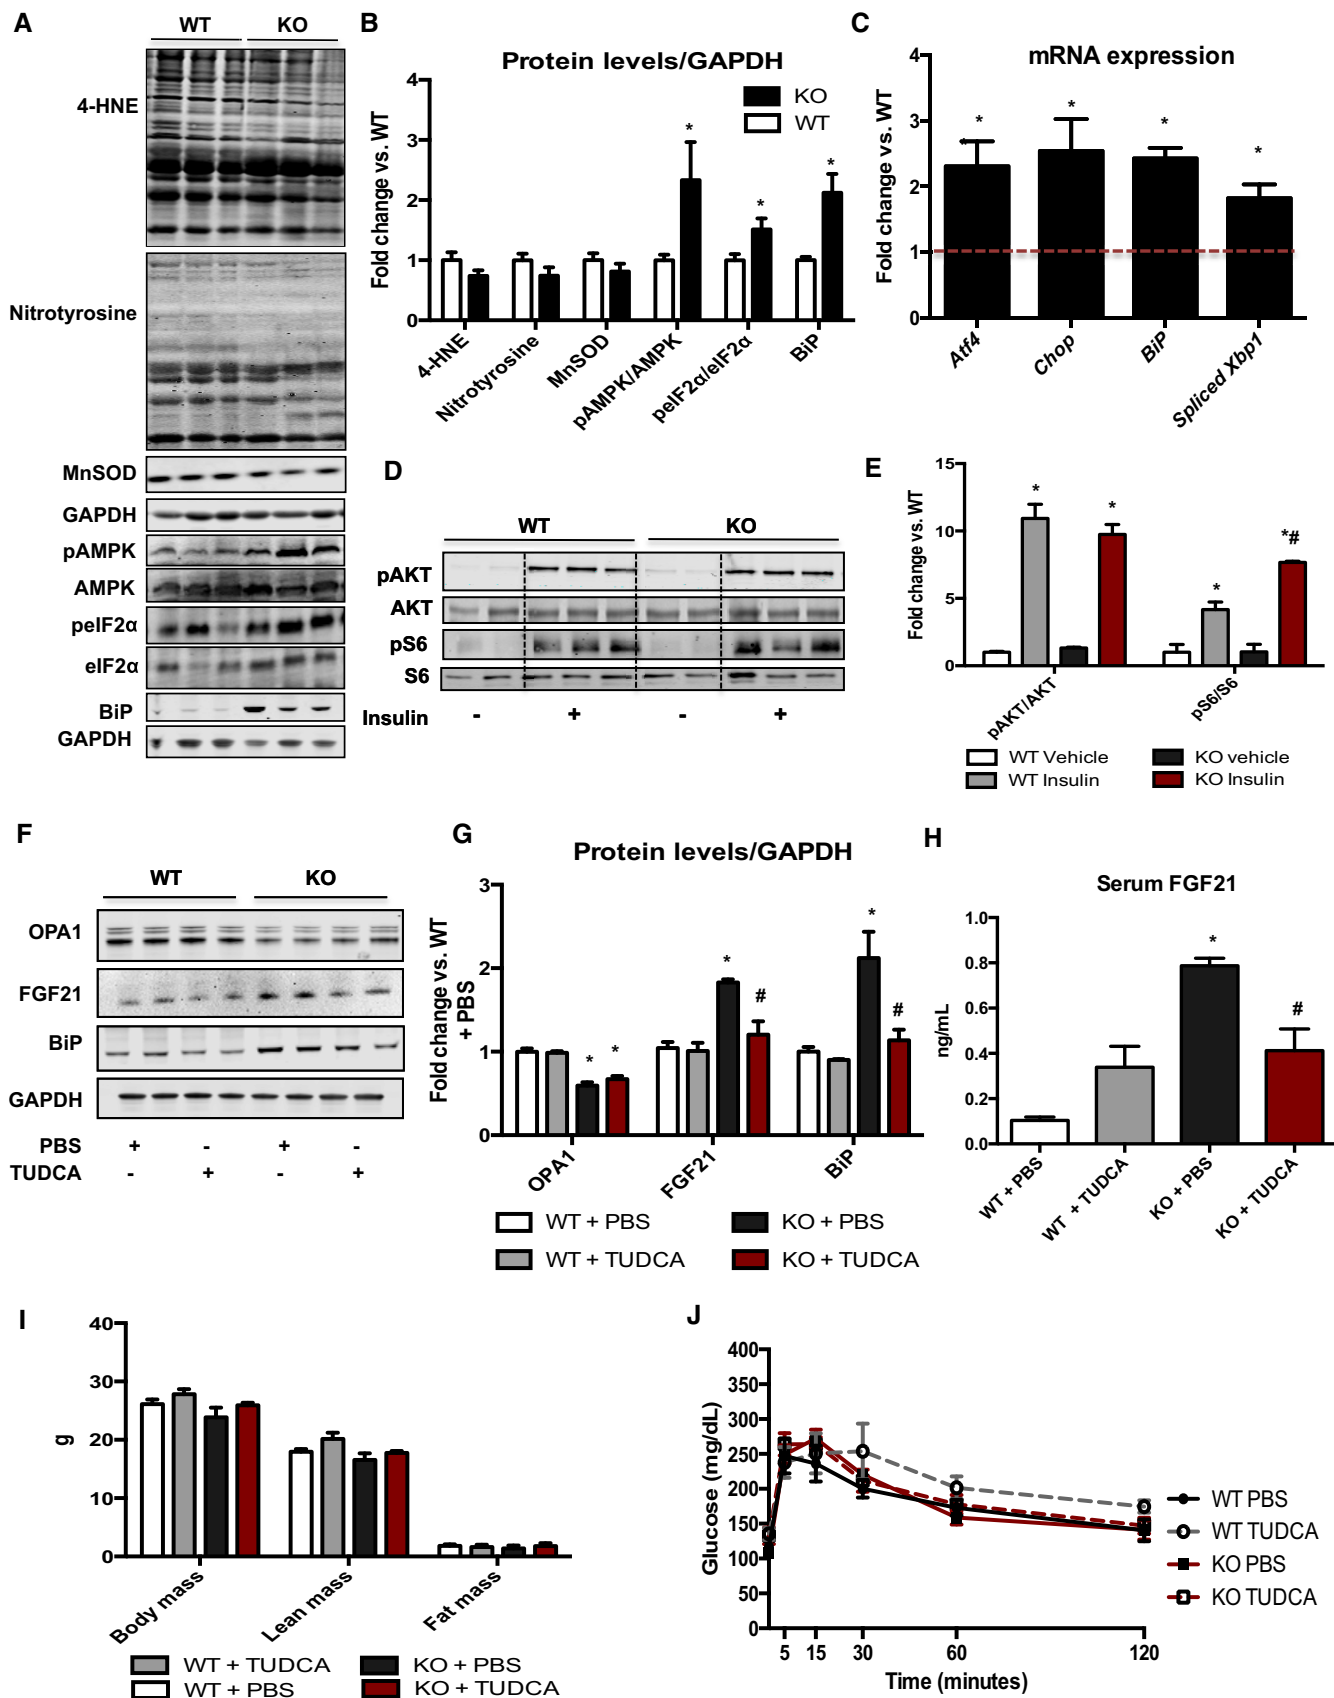 A
WT KO
4-HNE
Nitrotyrosine
MnSOD
GAPDH
pAMPK
AMPK
peIF2α
eIF2α
BiP
GAPDH
B
Protein levels/GAPDH
KO
WT
Fold change vs. WT
4
3
2
1
0
* * *
4-HNE
Nitrotyrosine
MnSOD
pAMPK/AMPK
peIF2α/eIF2α
BiP
C
mRNA expression
Fold change vs. WT
4
3
2
1
0
* * * *
Atf4
Chop
BiP
Spliced Xbp1
D
WT KO
pAKT
AKT
pS6
S6
Insulin - + - +
E
Fold change vs. WT
15
10
5
0
* * * *#
pAKT/AKT
pS6/S6
WT Vehicle
KO vehicle
WT Insulin
KO Insulin
F
WT KO
OPA1
FGF21
BiP
GAPDH
PBS + - + -
TUDCA - + - +
G
Protein levels/GAPDH
Fold change vs. WT
+ PBS
3
2
1
0
* * * # * #
OPA1
FGF21
BiP
WT + PBS
KO + PBS
WT + TUDCA
KO + TUDCA
H
Serum FGF21
ng/mL
1.0
0.8
0.6
0.4
0.2
0.0
* #
WT + PBS
WT + TUDCA
KO + PBS
KO + TUDCA
I
g
40
30
20
10
0
Body mass
Lean mass
Fat mass
WT + TUDCA
KO + PBS
WT + PBS
KO + TUDCA
J
Glucose (mg/dL)
400
350
300
250
200
150
100
50
0
5 15 30 60 120
Time (minutes)
WT PBS
WT TUDCA
KO PBS
KO TUDCA